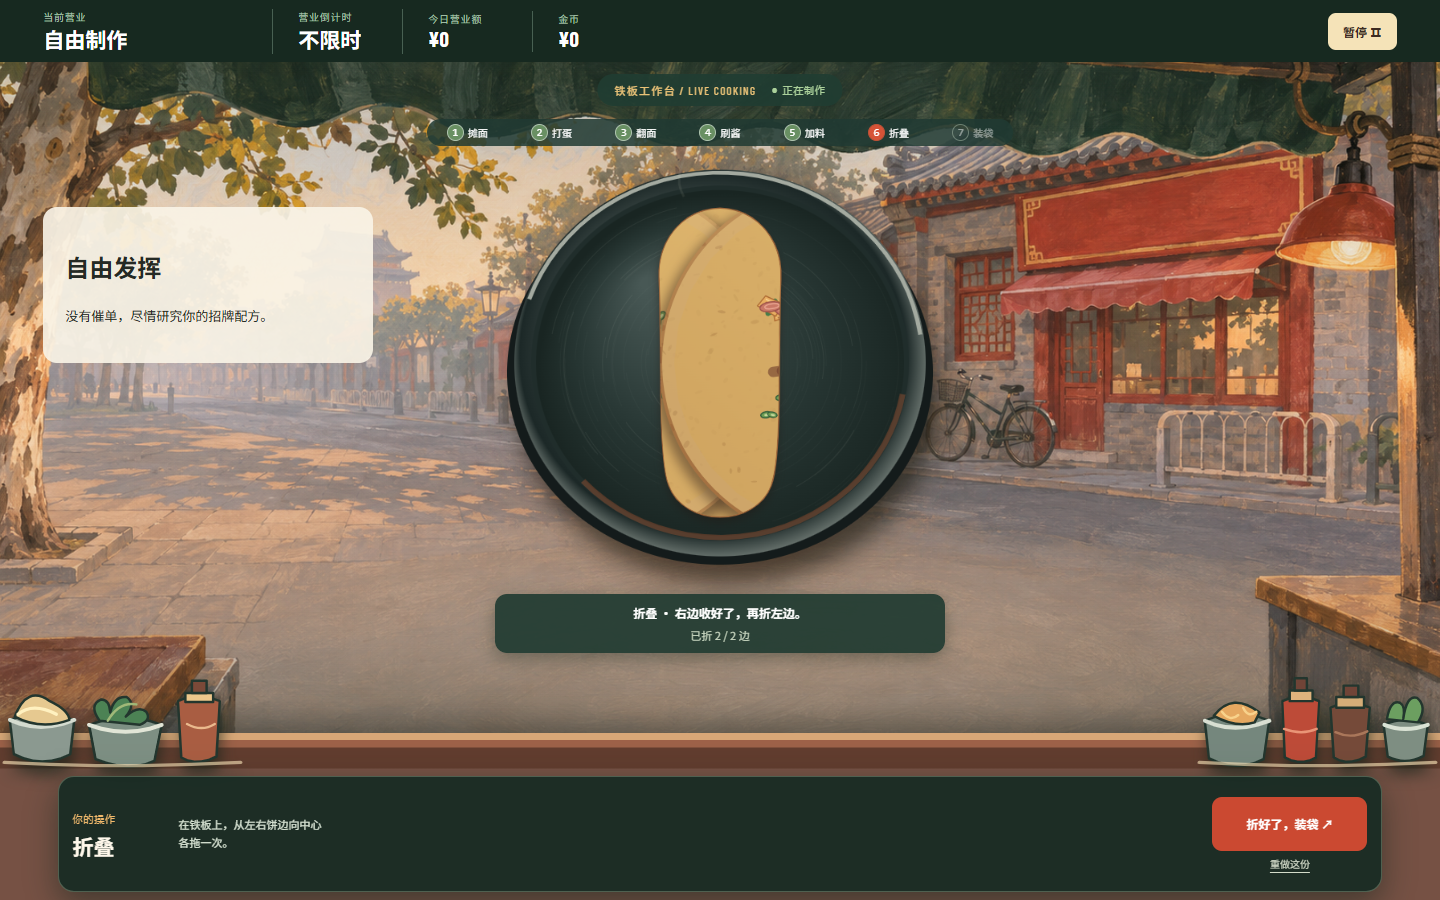 当前营业
自由制作
营业倒计时
不限时
今日营业额
¥0
金币
¥0
暂停 II
铁板工作台 / LIVE COOKING
正在制作
1 摊面
2 打蛋
3 翻面
4 刷酱
5 加料
6 折叠
7 装袋
自由发挥
没有催单，尽情研究你的招牌配方。
折叠 · 右边收好了，再折左边。
已折 2 / 2 边
你的操作
折叠
在铁板上，从左右饼边向中心
各拖一次。
折好了，装袋 ↗
重做这份